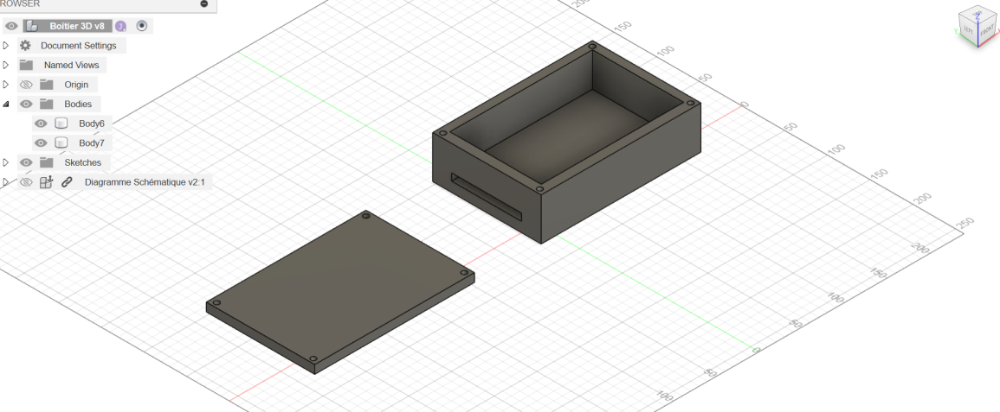 ROWSER
Boîtier 3D v8
Document Settings
Named Views
Origin
Bodies
Body6
Body7
Sketches
Diagramme Schématique v2:1
200
150
100
50
0
50
100
150
200
250
200
150
100
50
0
50
100
Z
LEFT
FRONT